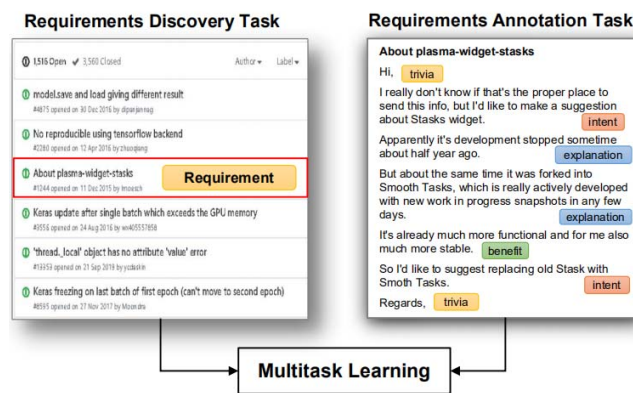 Requirements Discovery Task
1,516 Open ✓ 3,560 Closed Author Label
model.save and load giving different result
#4875 opened on 30 Dec 2016 by dipanjannag
No reproducible using tensorflow backend
#2280 opened on 12 Apr 2016 by
About plasma-widget-stasks
#1244 opened on 11 Dec 2015 by tmoesch
Requirement
Keras update after single batch which exceeds the GPU memory
#3556 opened on 24 Aug 2016 by
'thread._local' object has no attribute 'value' error
#13353 opened on 21 Sep 2019 by
Keras freezing on last batch of first epoch (can't move to second epoch)
#8595 opened on 27 Nov 2017 by Moondra
Requirements Annotation Task
About plasma-widget-stasks
Hi, trivia
I really don't know if that's the proper place to
send this info, but I'd like to make a suggestion
about Stasks widget. intent
Apparently it's development stopped sometime
about half year ago. explanation
But about the same time it was forked into
Smooth Tasks, which is really actively developed
with new work in progress snapshots in any few
days. explanation
It's already much more functional and for me also
much more stable. benefit
So I'd like to suggest replacing old Stask with
Smoth Tasks. intent
Regards, trivia
Multitask Learning